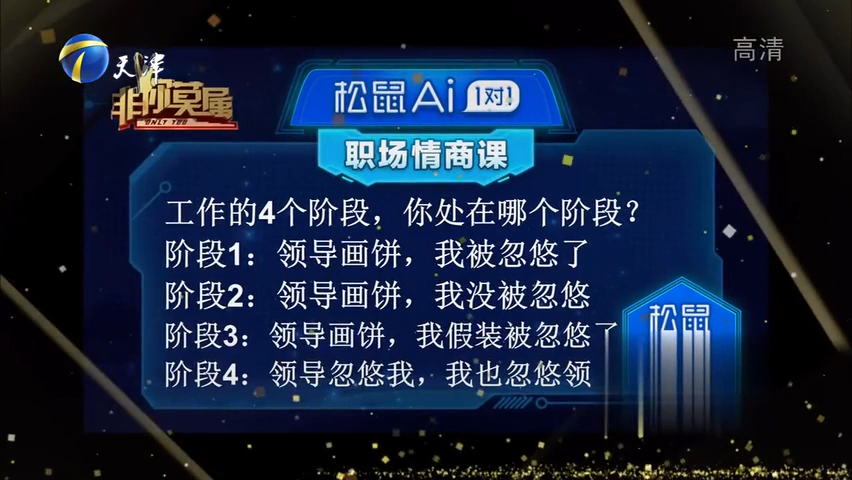 天津
高清
非你莫属
ONLY YOU
松鼠Ai 1对1
职场情商课
工作的4个阶段，你处在哪个阶段？
阶段1：领导画饼，我被忽悠了
阶段2：领导画饼，我没被忽悠
阶段3：领导画饼，我假装被忽悠了
阶段4：领导忽悠我，我也忽悠领
松鼠